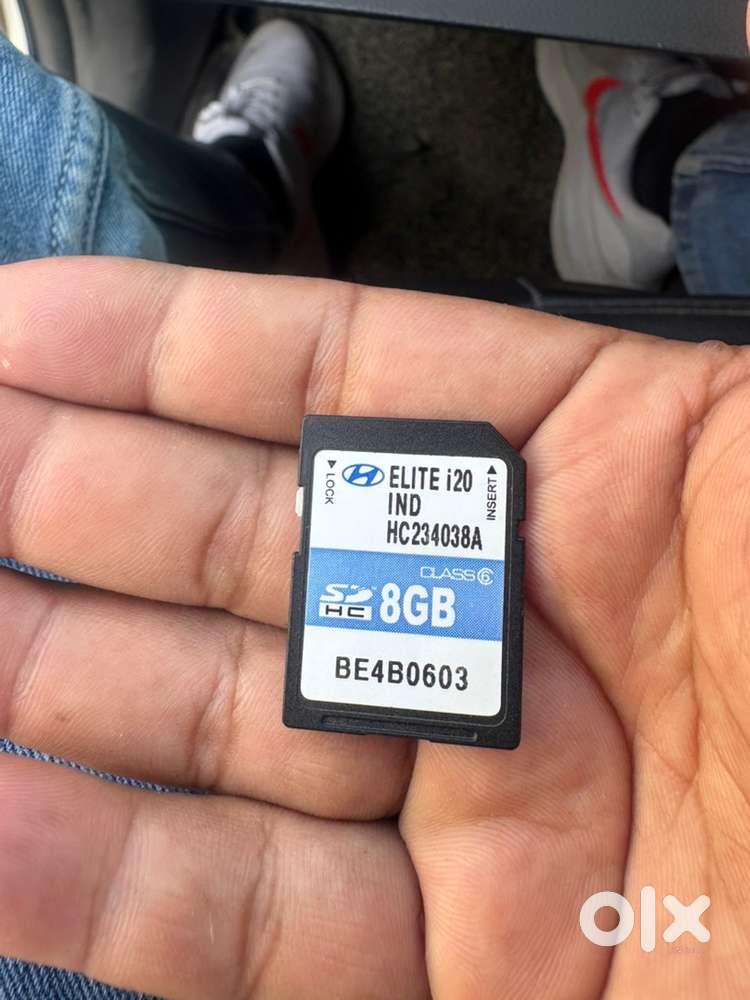 LOCK
ELITE i20
IND
HC234038A
INSERT
CLASS 6
SD HC 8GB
BE4B0603
olx